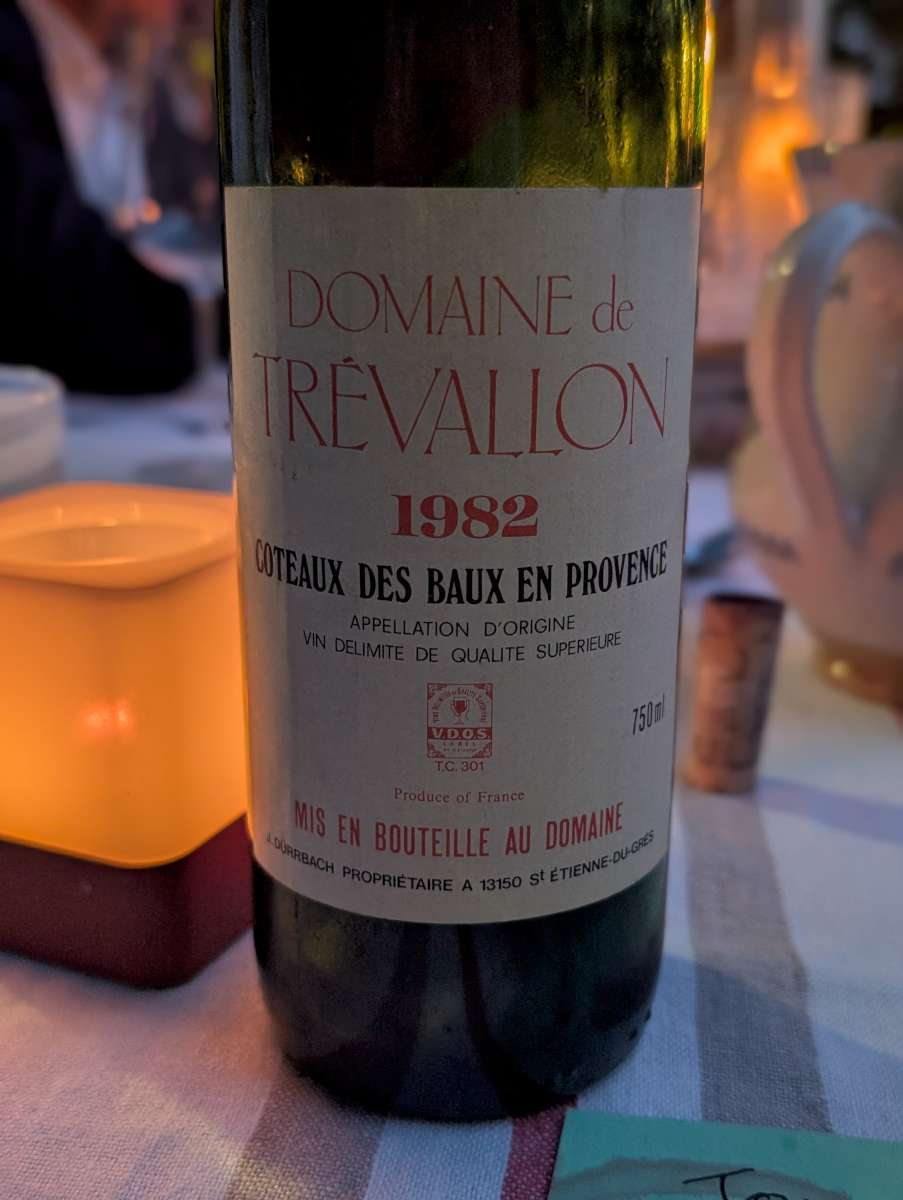 DOMAINE de
TRÉVALLON
1982
COTEAUX DES BAUX EN PROVENCE
APPELLATION D'ORIGINE
VIN DELIMITE DE QUALITE SUPERIEURE
750ml
V.D.Q.S.
LABEL
T.C. 301
Produce of France
MIS EN BOUTEILLE AU DOMAINE
J. DÜRRBACH PROPRIÉTAIRE A 13150 St ÉTIENNE-DU-GRÈS